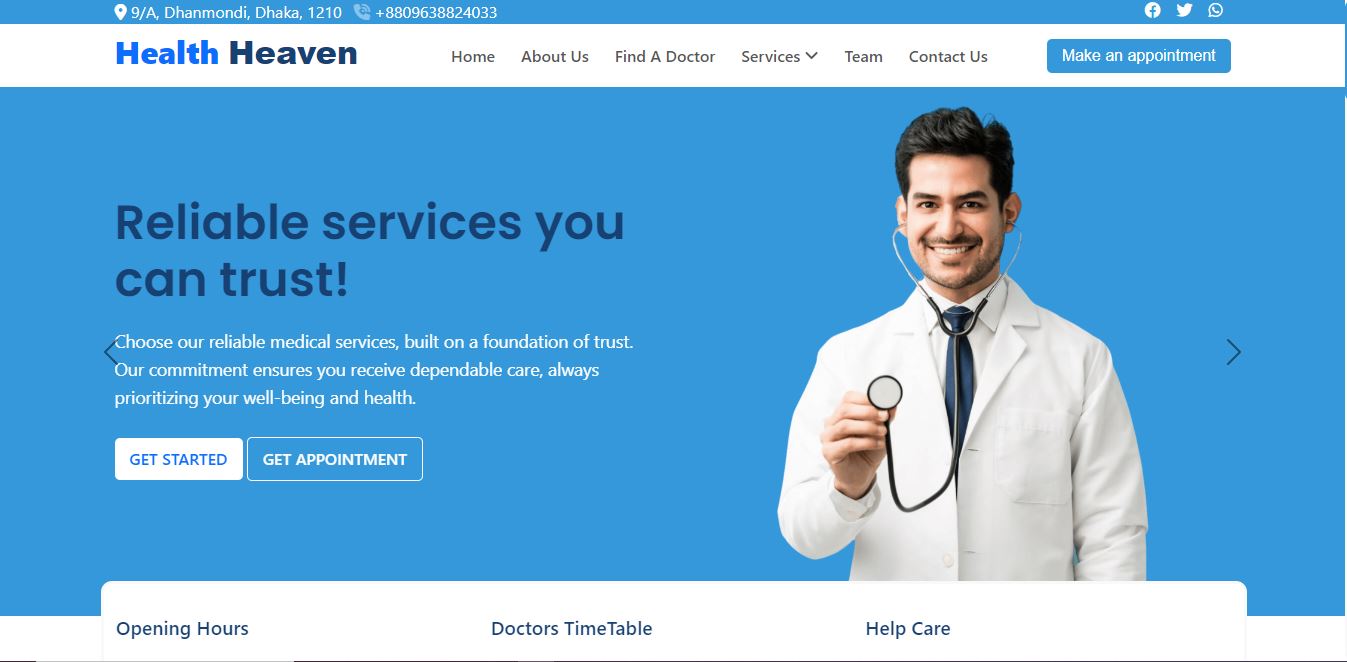 9/A, Dhanmondi, Dhaka, 1210 +8809638824033
Health Heaven
Home About Us Find A Doctor Services Team Contact Us
Make an appointment
Reliable services you
can trust!
Choose our reliable medical services, built on a foundation of trust.
Our commitment ensures you receive dependable care, always
prioritizing your well-being and health.
GET STARTED GET APPOINTMENT
Opening Hours Doctors TimeTable Help Care